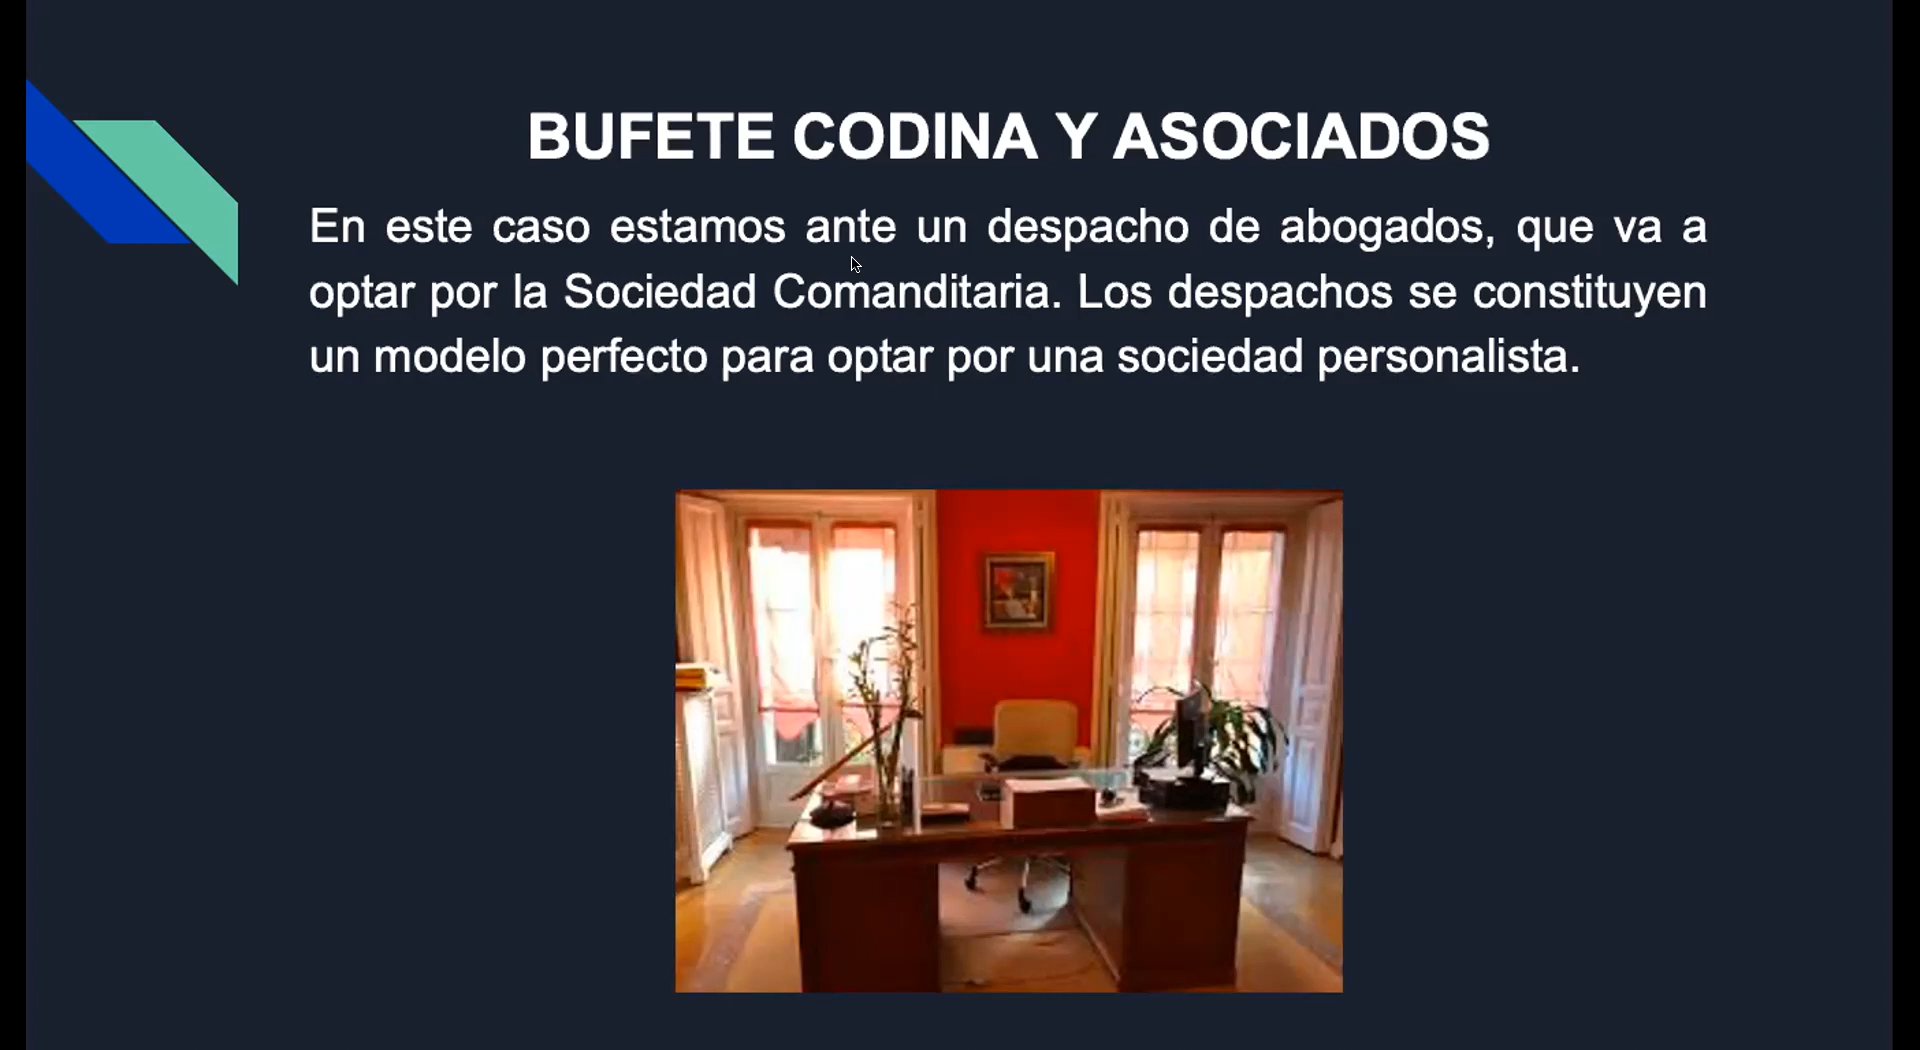 BUFETE CODINA Y ASOCIADOS
En este caso estamos ante un despacho de abogados, que va a
optar por la Sociedad Comanditaria. Los despachos se constituyen
un modelo perfecto para optar por una sociedad personalista.